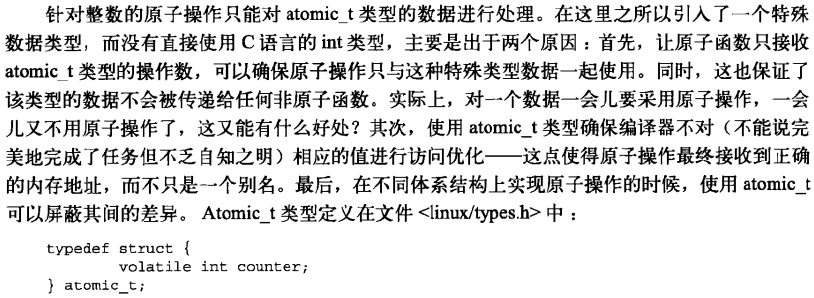 针对整数的原子操作只能对 atomic_t 类型的数据进行处理。在这里之所以引入了一个特殊
数据类型，而没有直接使用 C 语言的 int 类型，主要是出于两个原因：首先，让原子函数只接收
atomic_t 类型的操作数，可以确保原子操作只与这种特殊类型数据一起使用。同时，这也保证了
该类型的数据不会被传递给任何非原子函数。实际上，对一个数据一会儿要采用原子操作，一会
儿又不用原子操作了，这又能有什么好处？其次，使用 atomic_t 类型确保编译器不对（不能说完
美地完成了任务但不乏自知之明）相应的值进行访问优化——这点使得原子操作最终接收到正确
的内存地址，而不只是一个别名。最后，在不同体系结构上实现原子操作的时候，使用 atomic_t
可以屏蔽其间的差异。 Atomic_t 类型定义在文件 <linux/types.h> 中：
typedef struct {
volatile int counter;
} atomic_t;